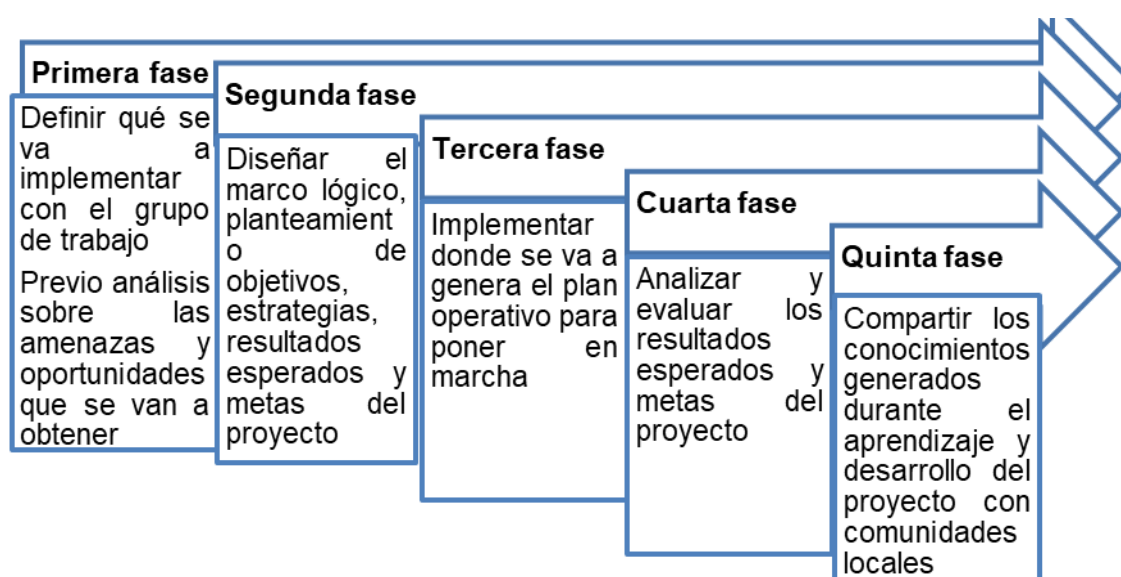 Primera fase
Definir qué se
va a
implementar
con el grupo
de trabajo
Previo análisis
sobre las
amenazas y
oportunidades
que se van a
obtener
Segunda fase
Diseñar el
marco lógico,
planteamient
o de
objetivos,
estrategias,
resultados
esperados y
metas del
proyecto
Tercera fase
Implementar
donde se va a
genera el plan
operativo para
poner en
marcha
Cuarta fase
Analizar y
evaluar los
resultados
esperados y
metas del
proyecto
Quinta fase
Compartir los
conocimientos
generados
durante el
aprendizaje y
desarrollo del
proyecto con
comunidades
locales